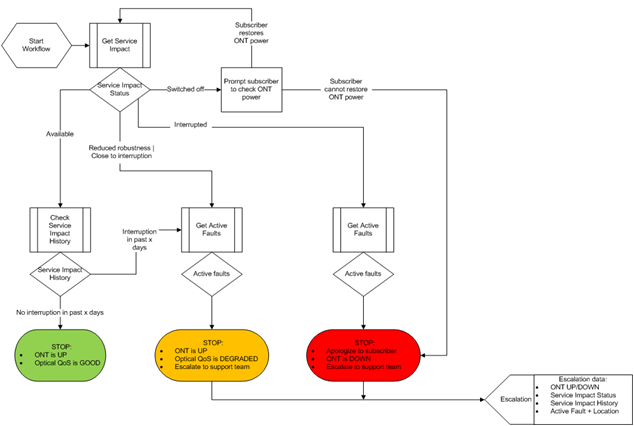 Start
Workflow
Get Service
Impact
Subscriber
restores
ONT power
Service Impact
Status
Switched off
Prompt subscriber
to check ONT
power
Subscriber
cannot restore
ONT power
Available
Interrupted
Reduced robustness |
Close to interruption
Check
Service
Impact
History
Interruption
in past x
days
Get Active
Faults
Get Active
Faults
Service Impact
History
Active faults
Active faults
No interruption in past x days
STOP:
• ONT is UP
• Optical QoS is GOOD
STOP:
• ONT is UP
• Optical QoS is DEGRADED
• Escalate to support team
STOP:
• Apologize to subscriber
• ONT is DOWN
• Escalate to support team
Escalation
Escalation data:
• ONT UP/DOWN
• Service Impact Status
• Service Impact History
• Active Fault + Location